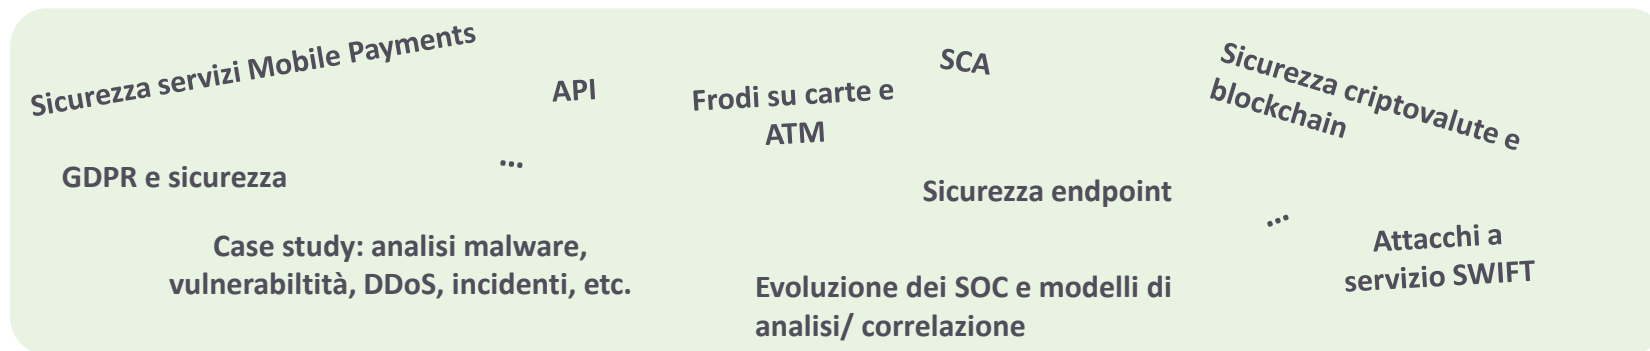 Sicurezza servizi Mobile Payments
API
Frodi su carte e
ATM
SCA
Sicurezza criptovalute e
blockchain
GDPR e sicurezza
...
Sicurezza endpoint
...
Case study: analisi malware,
vulnerabiltità, DDoS, incidenti, etc.
Evoluzione dei SOC e modelli di
analisi/ correlazione
Attacchi a
servizio SWIFT